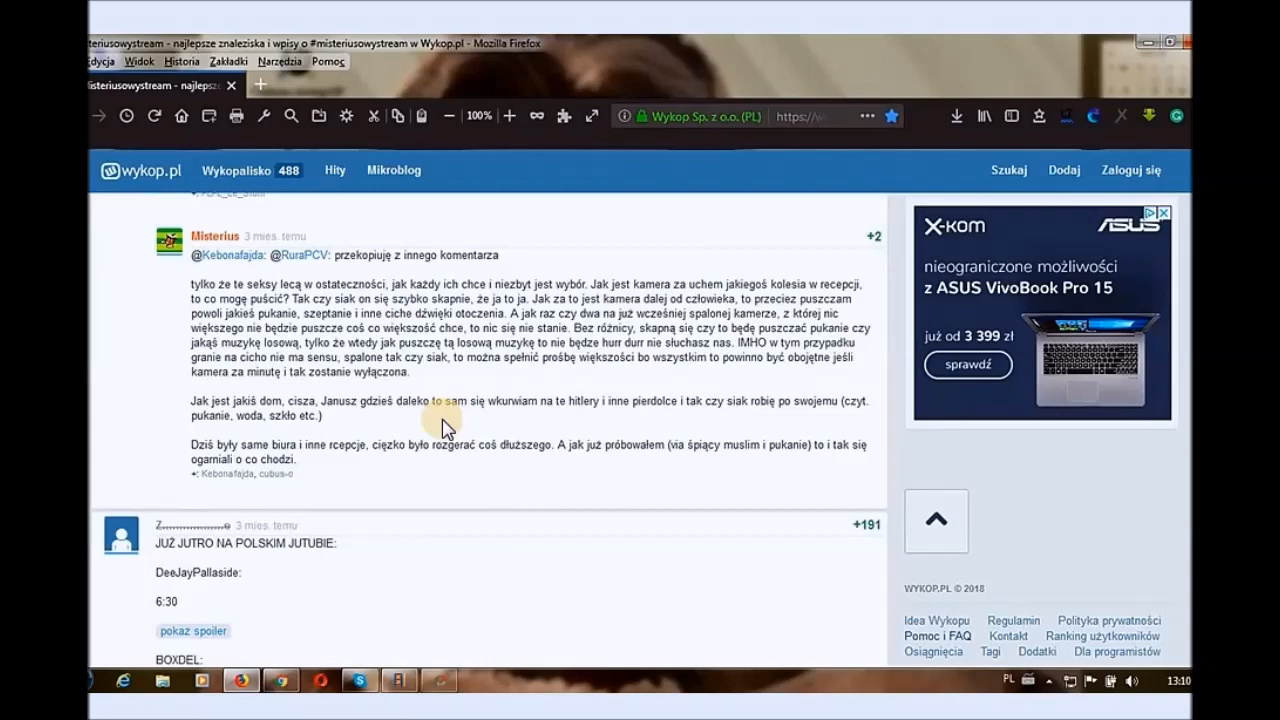 steriusowystream - najlepsze znaleziska i wpisy o #misteriusowystream w Wykop.pl - Mozilla Firefox
Edycja Widok Historia Zakładki Narzędzia Pomoc
misteriusowystream - najlepsz
100% Wykop Sp. z o.o. (PL) https://w
wykop.pl Wykopalisko 488 Hity Mikroblog Szukaj Dodaj Zaloguj się
Misterius 3 mies. temu +2
@Kebonafajda: @RuraPCV: przekopiuję z innego komentarza
tylko że te seksy lecą w ostateczności, jak każdy ich chce i niezbyt jest wybór. Jak jest kamera za uchem jakiegoś kolesia w recepcji,
to co mogę puścić? Tak czy siak on się szybko skapnie, że ja to ja. Jak za to jest kamera dalej od człowieka, to przeciez puszczam
powoli jakieś pukanie, szeptanie i inne ciche dźwięki otoczenia. A jak raz czy dwa na już wcześniej spalonej kamerze, z której nic
większego nie będzie puszcze coś co większość chce, to nic się nie stanie. Bez różnicy, skapną się czy to będę puszczać pukanie czy
jakąś muzykę losową, tylko że wtedy jak puszczę tą losową muzykę to nie będze hurr durr nie słuchasz nas. IMHO w tym przypadku
granie na cicho nie ma sensu, spalone tak czy siak, to można spełnić prośbę większości bo wszystkim to powinno być obojętne jeśli
kamera za minutę i tak zostanie wyłączona.
Jak jest jakiś dom, cisza, Janusz gdzieś daleko to sam się wkurwiam na te hitlery i inne pierdolce i tak czy siak robię po swojemu (czyt.
pukanie, woda, szkło etc.)
Dziś były same biura i inne rcepcje, ciężko było rozgerać coś dłuższego. A jak już próbowałem (via śpiący muslim i pukanie) to i tak się
ogarniali o co chodzi.
+: Kebonafajda, cubus-o
Z..................e 3 mies. temu +191
JUŻ JUTRO NA POLSKIM JUTUBIE:
DeeJayPallaside:
6:30
pokaż spoiler
BOXDEL:
x-kom ASUS
nieograniczone możliwości
z ASUS VivoBook Pro 15
już od 3 399 zł
sprawdź
WYKOP.PL © 2018
Idea Wykopu Regulamin Polityka prywatności
Pomoc i FAQ Kontakt Ranking użytkowników
Osiągnięcia Tagi Dodatki Dla programistów
PL 13:10